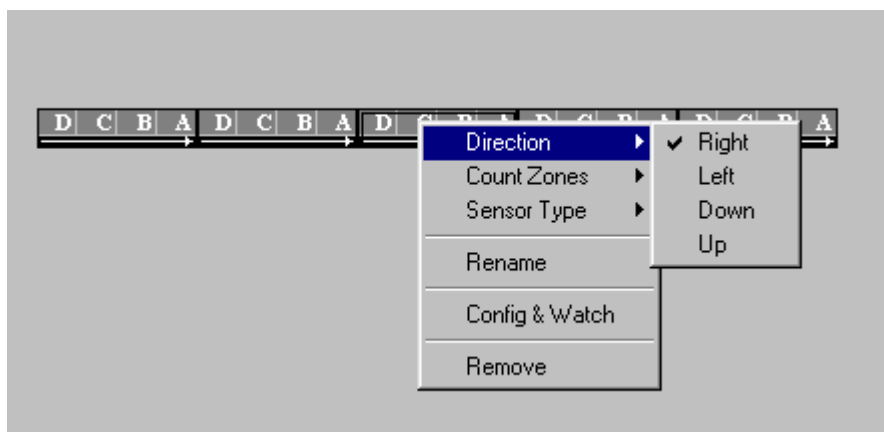 D C B A D C B A D C B A D C B A D C B A
Direction
Count Zones
Sensor Type
Rename
Config & Watch
Remove
Right
Left
Down
Up